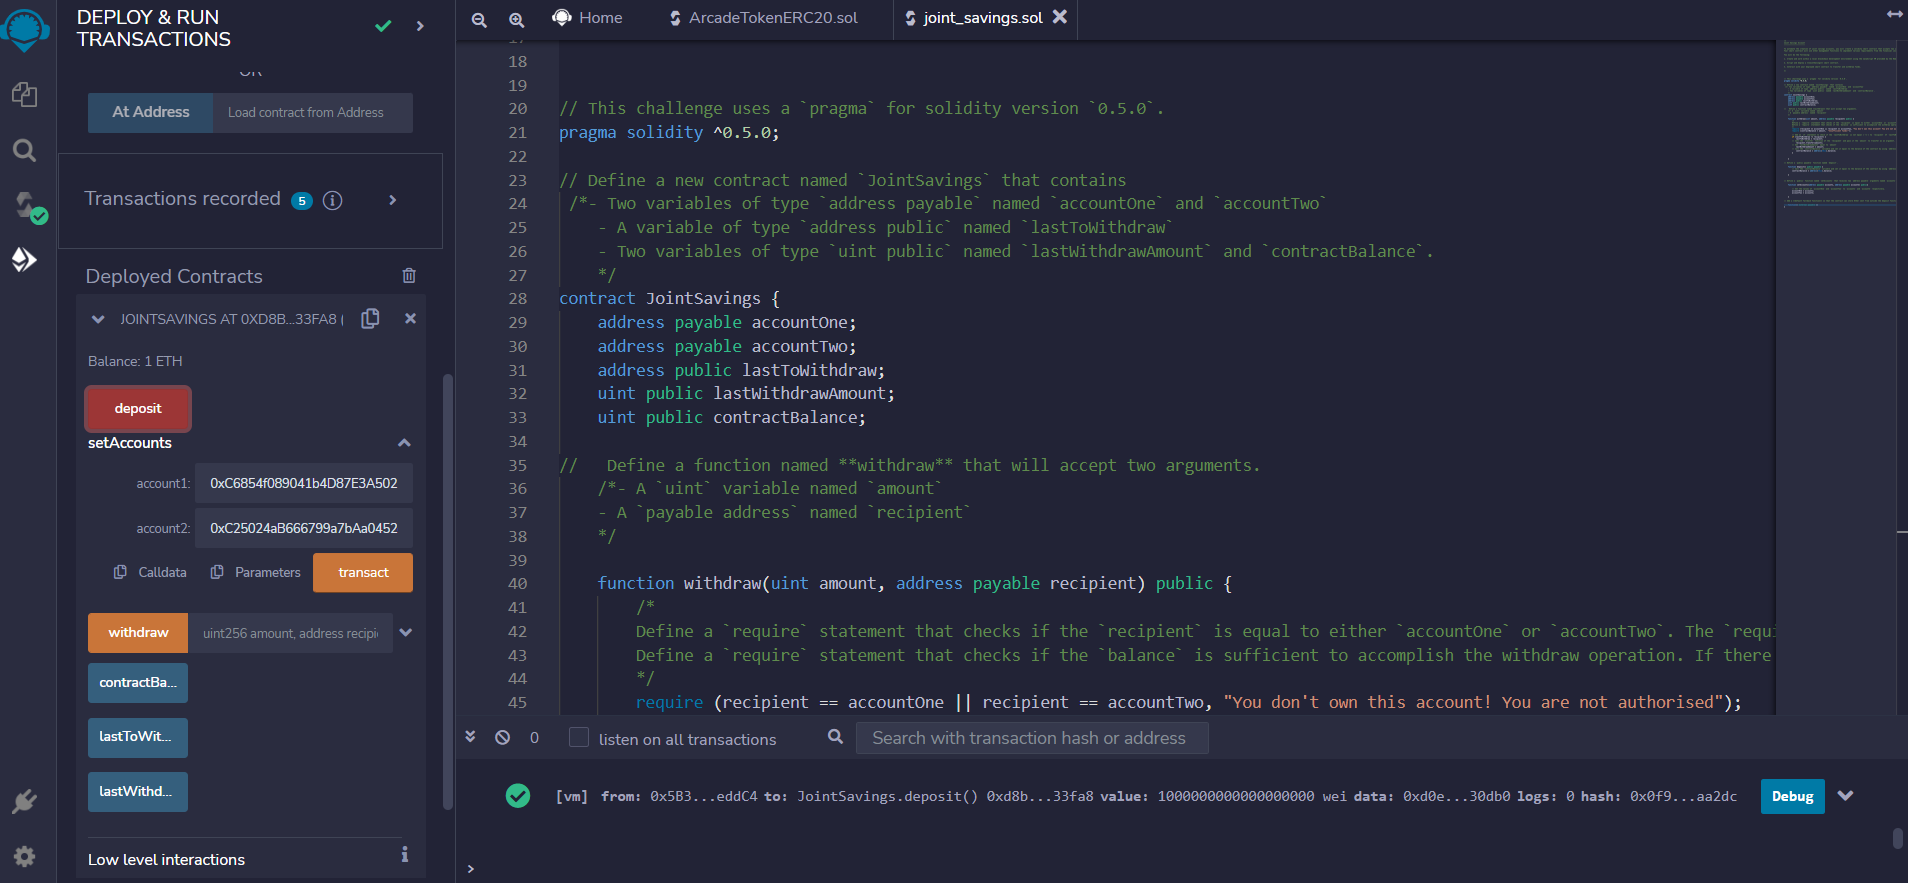 DEPLOY & RUN
TRANSACTIONS
OR
At Address
Load contract from Address
Transactions recorded 5
Deployed Contracts
JOINTSAVINGS AT 0XD8B...33FA8 (
Balance: 1 ETH
deposit
setAccounts
account1: 0xC6854f089041b4D87E3A502
account2: 0xC25024aB666799a7bAa0452
Calldata Parameters transact
withdraw uint256 amount, address recipi
contractBa...
lastToWit...
lastWithd...
Low level interactions
Home ArcadeTokenERC20.sol joint_savings.sol
17
18
19
20 // This challenge uses a `pragma` for solidity version `0.5.0`.
21 pragma solidity ^0.5.0;
22
23 // Define a new contract named `JointSavings` that contains
24 /*- Two variables of type `address payable` named `accountOne` and `accountTwo`
25 - A variable of type `address public` named `lastToWithdraw`
26 - Two variables of type `uint public` named `lastWithdrawAmount` and `contractBalance`.
27 */
28 contract JointSavings {
29 address payable accountOne;
30 address payable accountTwo;
31 address public lastToWithdraw;
32 uint public lastWithdrawAmount;
33 uint public contractBalance;
34
35 // Define a function named **withdraw** that will accept two arguments.
36 /*- A `uint` variable named `amount`
37 - A `payable address` named `recipient`
38 */
39
40 function withdraw(uint amount, address payable recipient) public {
41 /*
42 Define a `require` statement that checks if the `recipient` is equal to either `accountOne` or `accountTwo`. The `requi
43 Define a `require` statement that checks if the `balance` is sufficient to accomplish the withdraw operation. If there
44 */
45 require (recipient == accountOne || recipient == accountTwo, "You don't own this account! You are not authorised");
0 listen on all transactions Search with transaction hash or address
[vm] from: 0x5B3...eddC4 to: JointSavings.deposit() 0xd8b...33fa8 value: 1000000000000000000 wei data: 0xd0e...30db0 logs: 0 hash: 0x0f9...aa2dc Debug
>